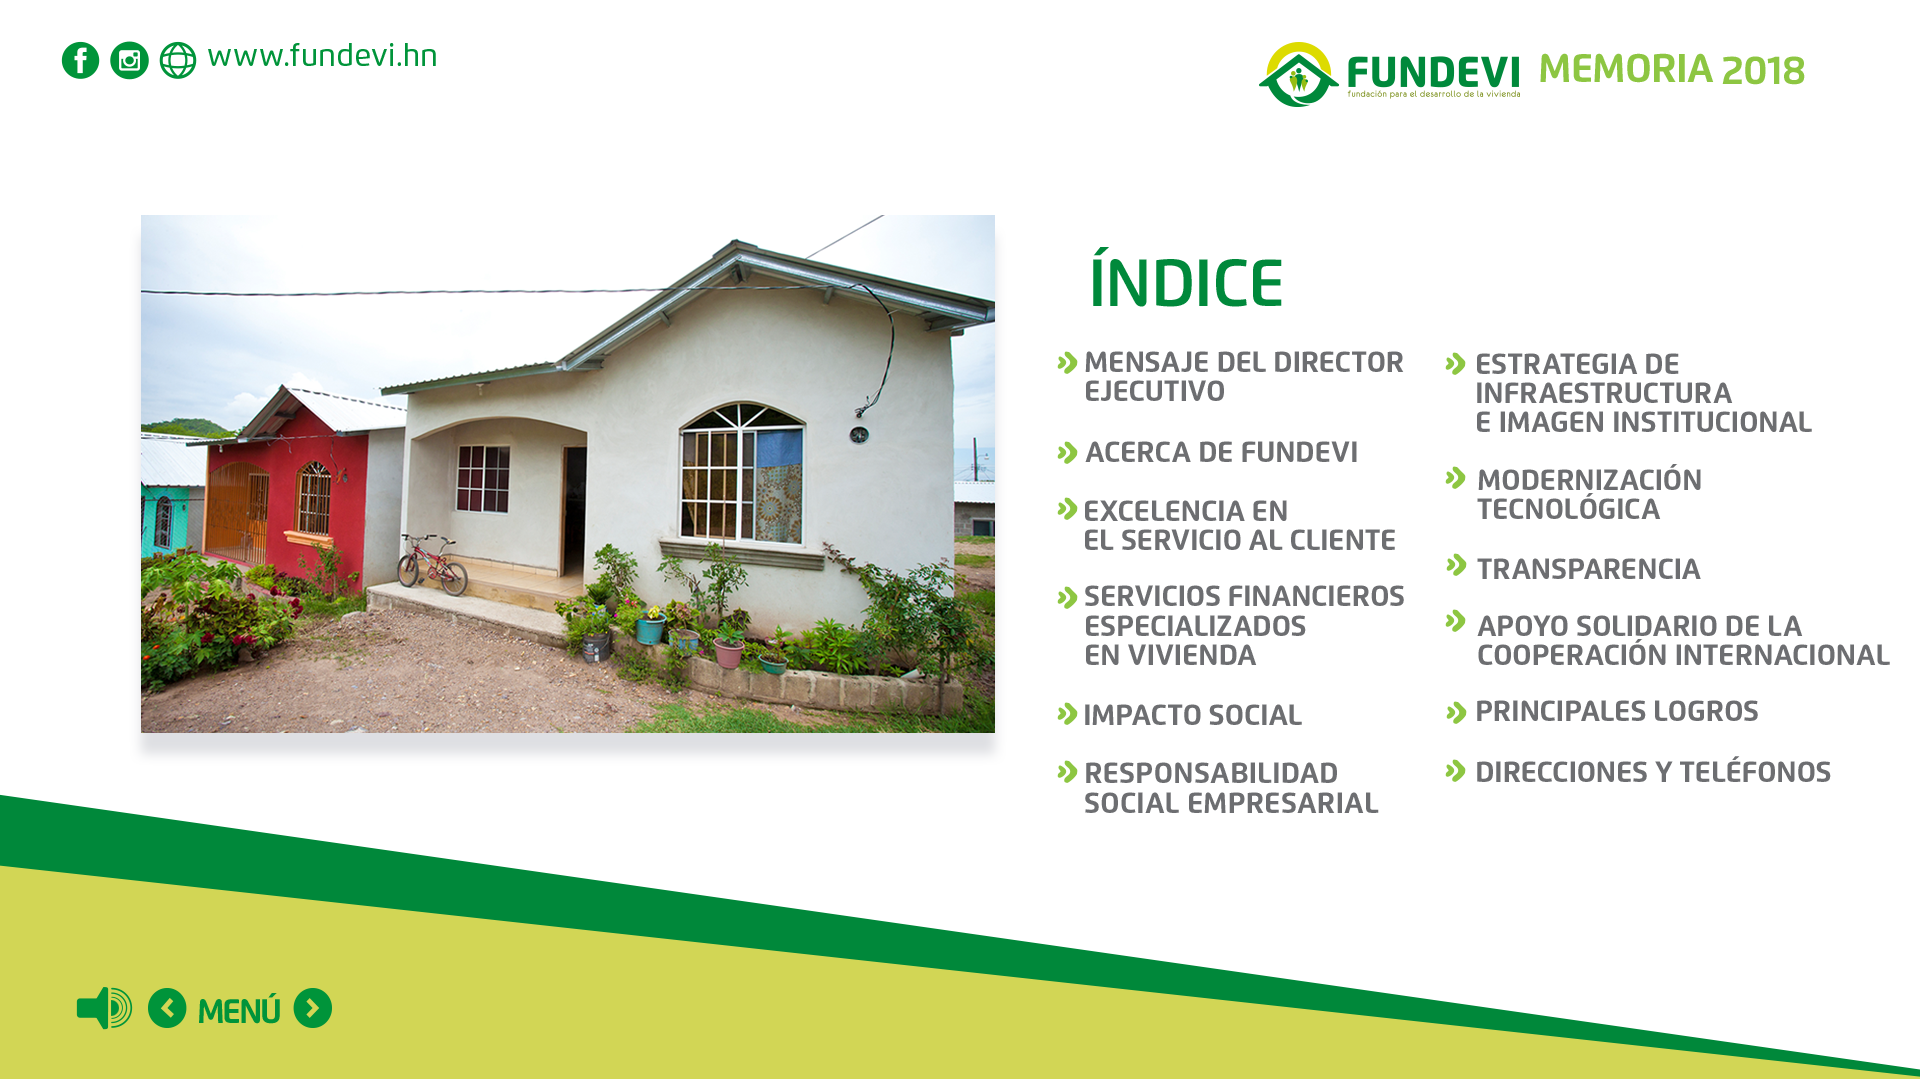 www.fundevi.hn
FUNDEVI
fundación para el desarrollo de la vivienda
MEMORIA 2018
ÍNDICE
MENSAJE DEL DIRECTOR
EJECUTIVO
ACERCA DE FUNDEVI
EXCELENCIA EN
EL SERVICIO AL CLIENTE
SERVICIOS FINANCIEROS
ESPECIALIZADOS
EN VIVIENDA
IMPACTO SOCIAL
RESPONSABILIDAD
SOCIAL EMPRESARIAL
ESTRATEGIA DE
INFRAESTRUCTURA
E IMAGEN INSTITUCIONAL
MODERNIZACIÓN
TECNOLÓGICA
TRANSPARENCIA
APOYO SOLIDARIO DE LA
COOPERACIÓN INTERNACIONAL
PRINCIPALES LOGROS
DIRECCIONES Y TELÉFONOS
MENÚ